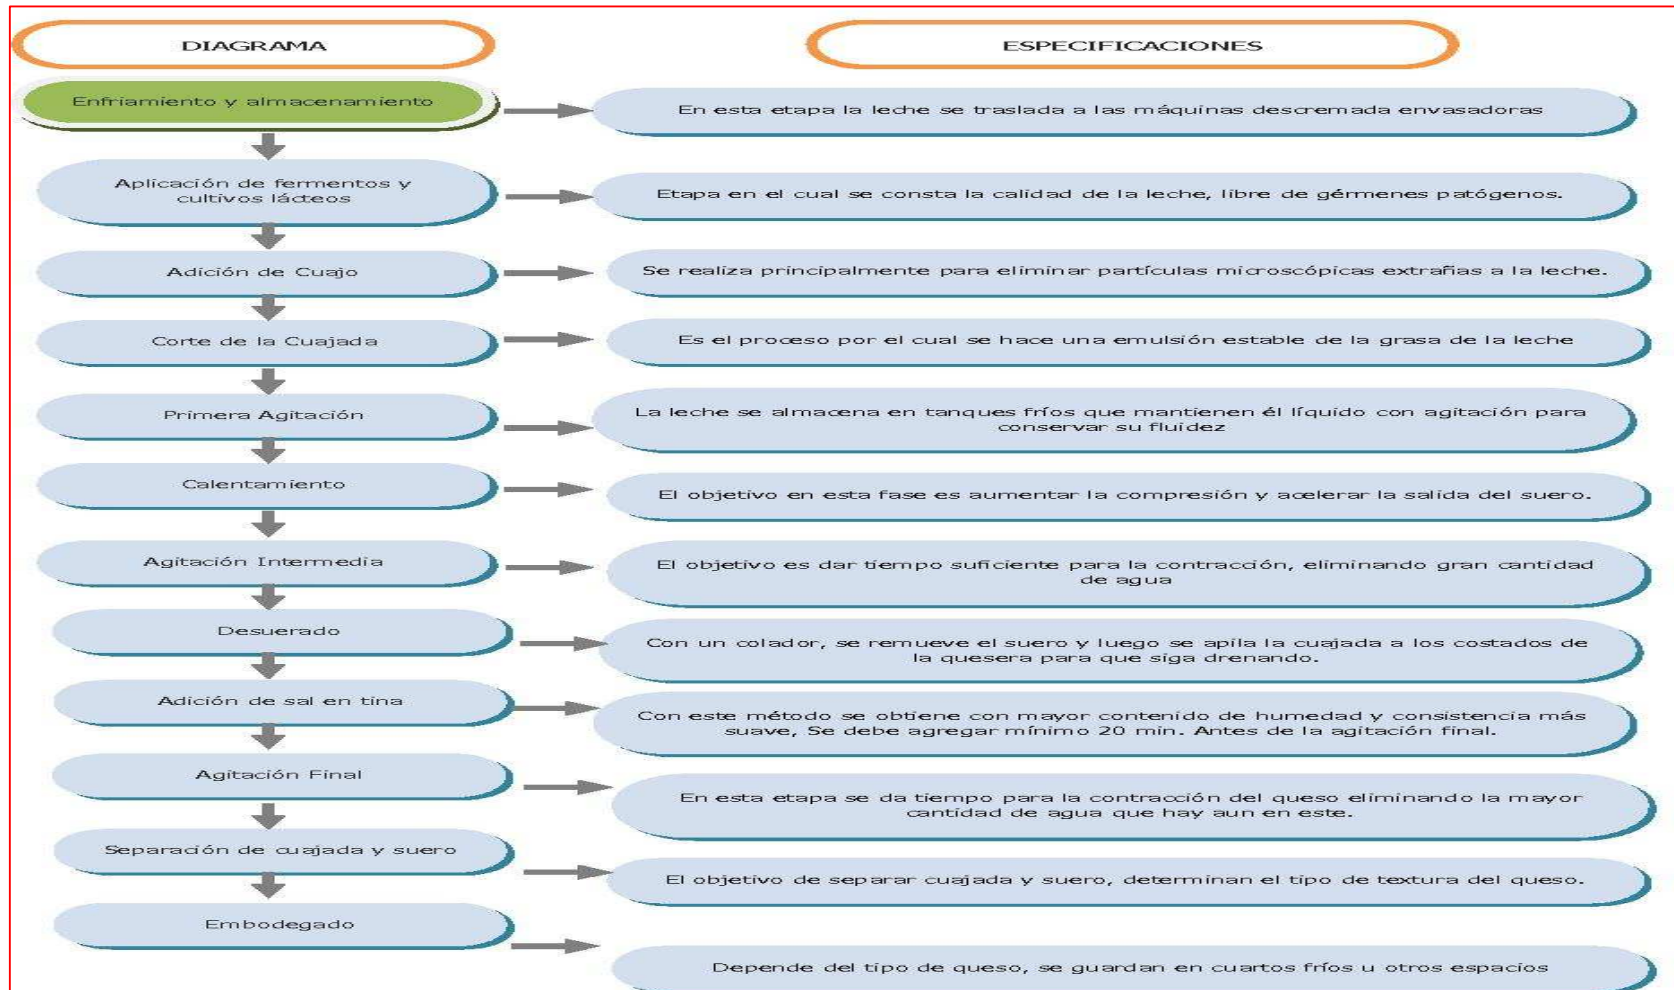 DIAGRAMA
ESPECIFICACIONES
Enfriamiento y almacenamiento
En esta etapa la leche se traslada a las máquinas descremada envasadoras
Aplicación de fermentos y
cultivos lácteos
Etapa en el cual se consta la calidad de la leche, libre de gérmenes patógenos.
Adición de Cuajo
Se realiza principalmente para eliminar partículas microscópicas extrañas a la leche.
Corte de la Cuajada
Es el proceso por el cual se hace una emulsión estable de la grasa de la leche
Primera Agitación
La leche se almacena en tanques fríos que mantienen él líquido con agitación para
conservar su fluidez
Calentamiento
El objetivo en esta fase es aumentar la compresión y acelerar la salida del suero.
Agitación Intermedia
El objetivo es dar tiempo suficiente para la contracción, eliminando gran cantidad
de agua
Desuerado
Con un colador, se remueve el suero y luego se apila la cuajada a los costados de
la quesera para que siga drenando.
Adición de sal en tina
Con este método se obtiene con mayor contenido de humedad y consistencia más
suave, Se debe agregar mínimo 20 min. Antes de la agitación final.
Agitación Final
En esta etapa se da tiempo para la contracción del queso eliminando la mayor
cantidad de agua que hay aun en este.
Separación de cuajada y suero
El objetivo de separar cuajada y suero, determinan el tipo de textura del queso.
Embodegado
Depende del tipo de queso, se guardan en cuartos fríos u otros espacios